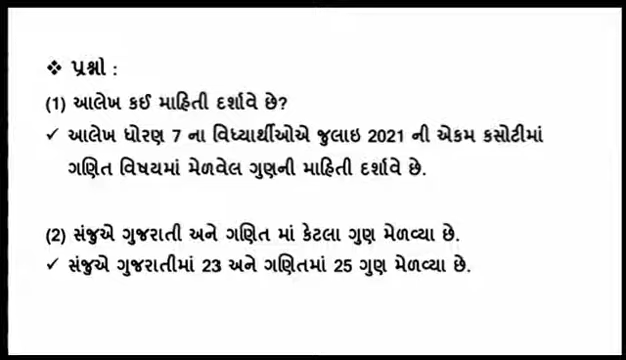 ❖ પ્રશ્નો :
(1) આલેખ કઈ માહિતી દર્શાવે છે?
✓ આલેખ ધોરણ 7 ના વિધ્યાર્થીઓએ જુલાઇ 2021 ની એકમ કસોટીમાં
ગણિત વિષયમાં મેળવેલ ગુણની માહિતી દર્શાવે છે.
(2) સંજુએ ગુજરાતી અને ગણિત માં કેટલા ગુણ મેળવ્યા છે.
✓ સંજુએ ગુજરાતીમાં 23 અને ગણિતમાં 25 ગુણ મેળવ્યા છે.